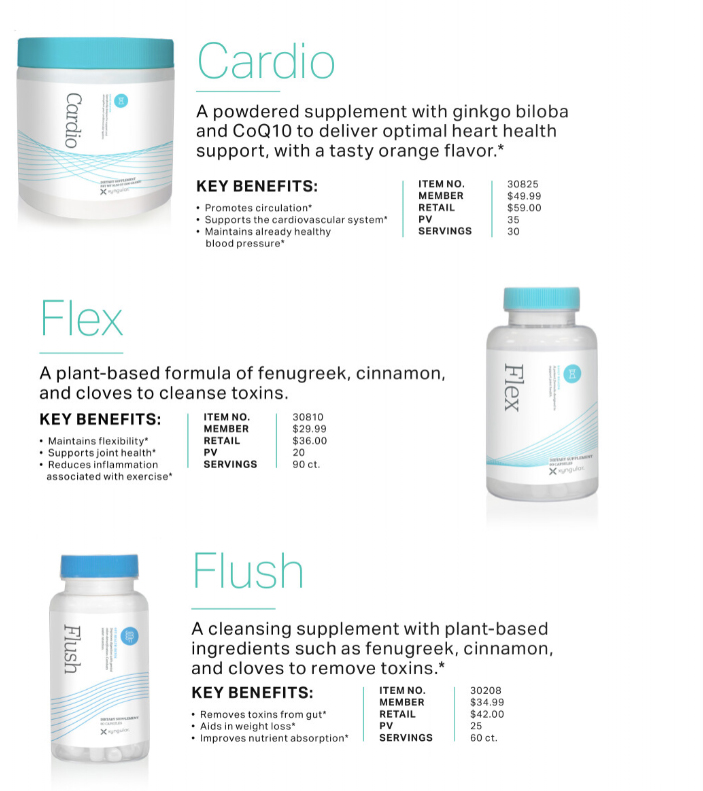 Cardio
A powdered supplement with ginkgo biloba
and CoQ10 to deliver optimal heart health
support, with a tasty orange flavor.*
KEY BENEFITS:
• Promotes circulation*
• Supports the cardiovascular system*
• Maintains already healthy
blood pressure*
ITEM NO. 30825
MEMBER $49.99
RETAIL $59.00
PV 35
SERVINGS 30
Cardio
DIETARY SUPPLEMENT
xyngular
Flex
A plant-based formula of fenugreek, cinnamon,
and cloves to cleanse toxins.
KEY BENEFITS:
• Maintains flexibility*
• Supports joint health*
• Reduces inflammation
associated with exercise*
ITEM NO. 30810
MEMBER $29.99
RETAIL $36.00
PV 20
SERVINGS 90 ct.
Flex
DIETARY SUPPLEMENT
xyngular
Flush
A cleansing supplement with plant-based
ingredients such as fenugreek, cinnamon,
and cloves to remove toxins.*
KEY BENEFITS:
• Removes toxins from gut*
• Aids in weight loss*
• Improves nutrient absorption*
ITEM NO. 30208
MEMBER $34.99
RETAIL $42.00
PV 25
SERVINGS 60 ct.
Flush
DIETARY SUPPLEMENT
xyngular